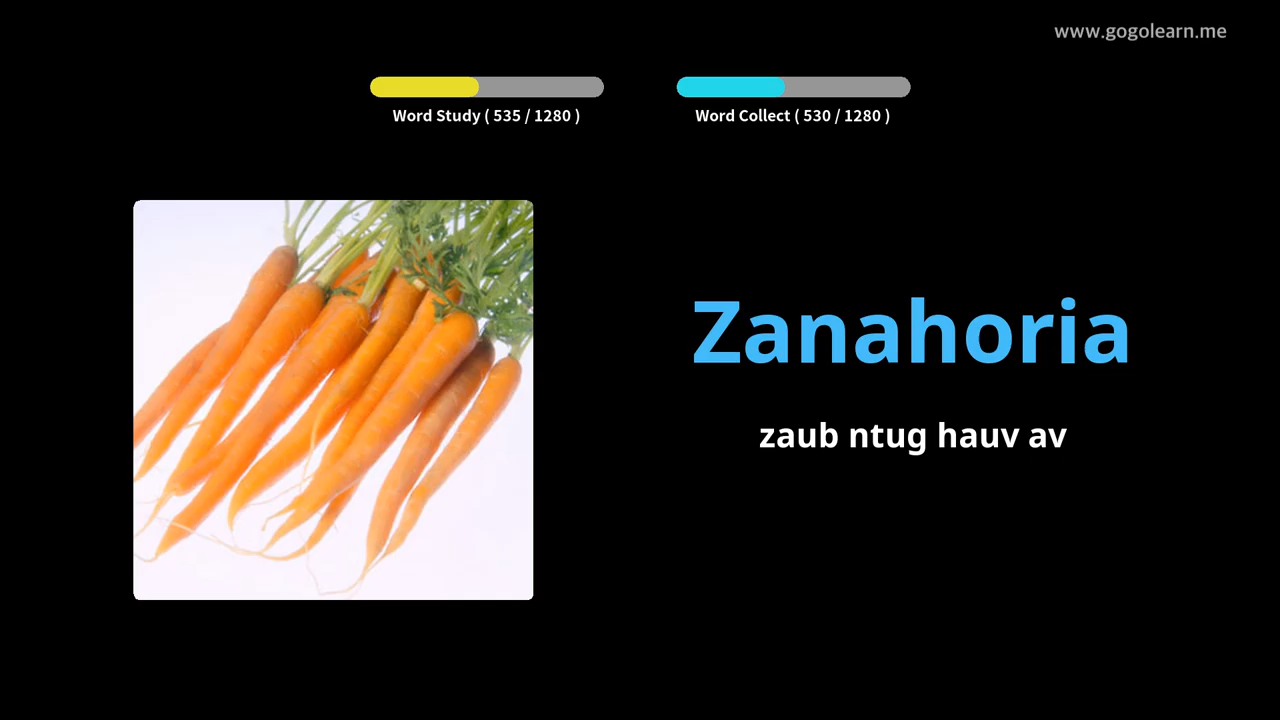 www.gogolearn.me
Word Study ( 535 / 1280 )
Word Collect ( 530 / 1280 )
Zanahoria
zaub ntug hauv av